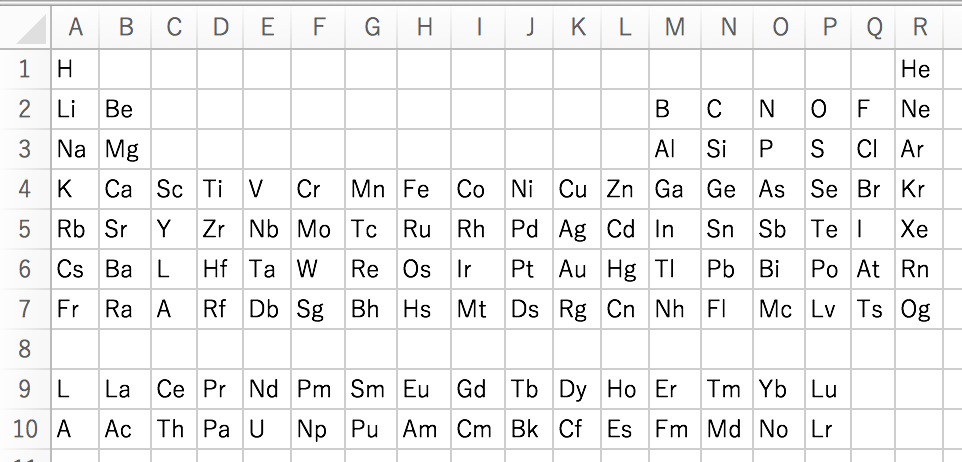 A B C D E F G H I J K L M N O P Q R
1 H He
2 Li Be B C N O F Ne
3 Na Mg Al Si P S Cl Ar
4 K Ca Sc Ti V Cr Mn Fe Co Ni Cu Zn Ga Ge As Se Br Kr
5 Rb Sr Y Zr Nb Mo Tc Ru Rh Pd Ag Cd In Sn Sb Te I Xe
6 Cs Ba L Hf Ta W Re Os Ir Pt Au Hg Tl Pb Bi Po At Rn
7 Fr Ra A Rf Db Sg Bh Hs Mt Ds Rg Cn Nh Fl Mc Lv Ts Og
8
9 L La Ce Pr Nd Pm Sm Eu Gd Tb Dy Ho Er Tm Yb Lu
10 A Ac Th Pa U Np Pu Am Cm Bk Cf Es Fm Md No Lr